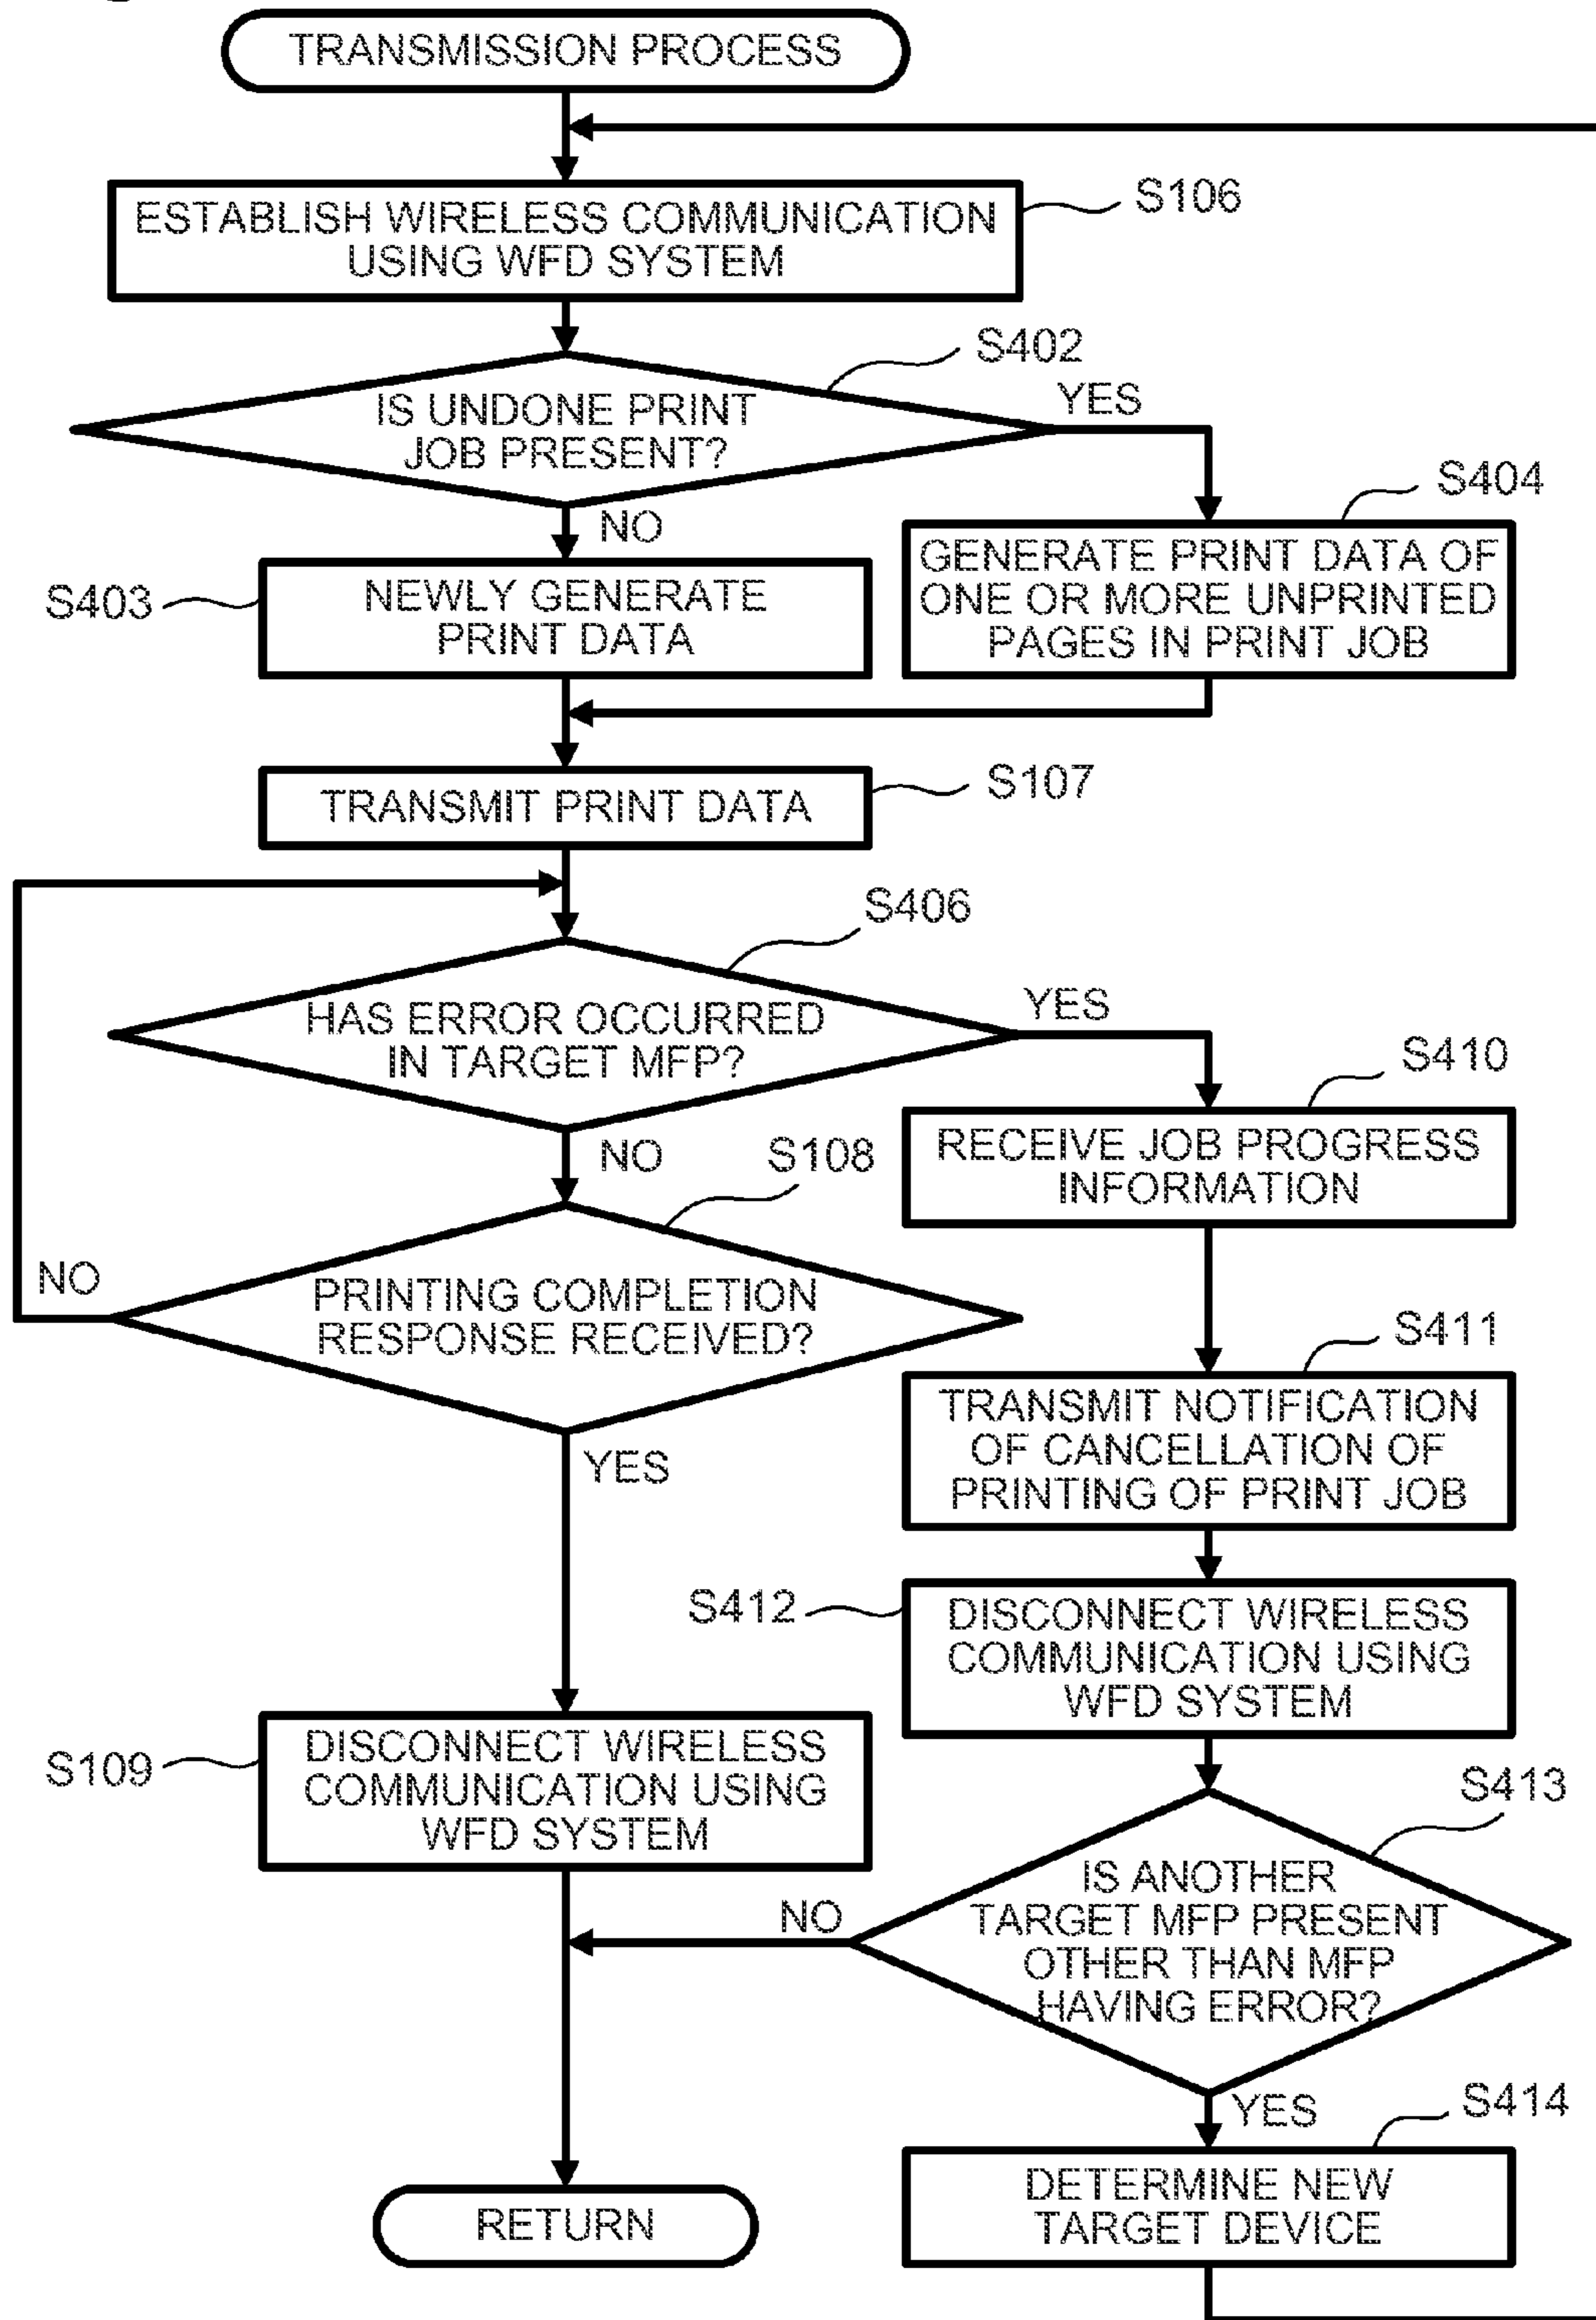 TRANSMISSION PROCESS
ESTABLISH WIRELESS COMMUNICATION
USING WFD SYSTEM
S106
IS UNDONE PRINT
JOB PRESENT?
S402
YES
NO
S403
NEWLY GENERATE
PRINT DATA
S404
GENERATE PRINT DATA OF
ONE OR MORE UNPRINTED
PAGES IN PRINT JOB
TRANSMIT PRINT DATA
S107
S406
HAS ERROR OCCURRED
IN TARGET MFP?
YES
NO
S410
RECEIVE JOB PROGRESS
INFORMATION
S108
NO
PRINTING COMPLETION
RESPONSE RECEIVED?
YES
S411
TRANSMIT NOTIFICATION
OF CANCELLATION OF
PRINTING OF PRINT JOB
S412
DISCONNECT WIRELESS
COMMUNICATION USING
WFD SYSTEM
S109
DISCONNECT WIRELESS
COMMUNICATION USING
WFD SYSTEM
S413
IS ANOTHER
TARGET MFP PRESENT
OTHER THAN MFP
HAVING ERROR?
NO
YES
S414
DETERMINE NEW
TARGET DEVICE
RETURN